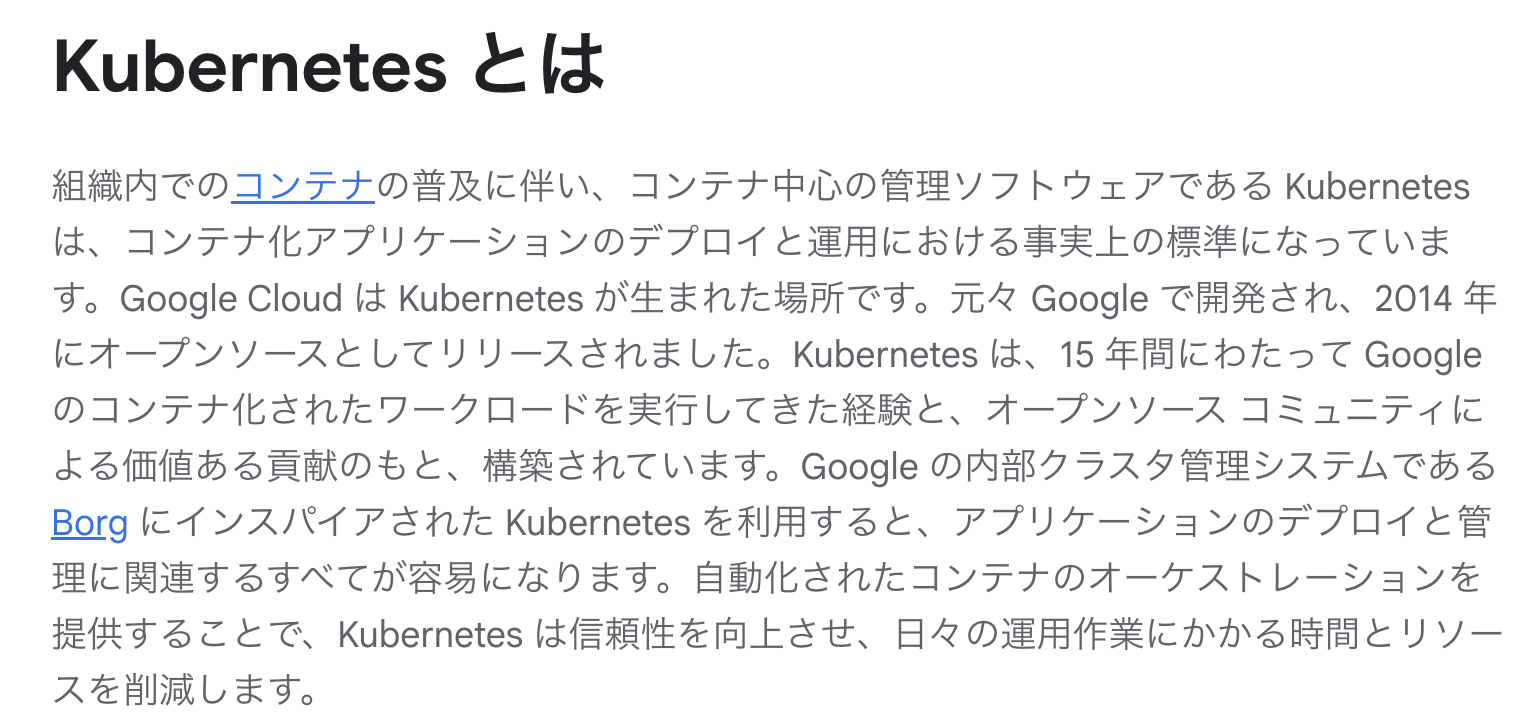 Kubernetes とは
組織内でのコンテナの普及に伴い、コンテナ中心の管理ソフトウェアである Kubernetes
は、コンテナ化アプリケーションのデプロイと運用における事実上の標準になっていま
す。Google Cloud は Kubernetes が生まれた場所です。元々 Google で開発され、2014 年
にオープンソースとしてリリースされました。Kubernetes は、15 年間にわたって Google
のコンテナ化されたワークロードを実行してきた経験と、オープンソース コミュニティに
よる価値ある貢献のもと、構築されています。Google の内部クラスタ管理システムである
Borg にインスパイアされた Kubernetes を利用すると、アプリケーションのデプロイと管
理に関連するすべてが容易になります。自動化されたコンテナのオーケストレーションを
提供することで、Kubernetes は信頼性を向上させ、日々の運用作業にかかる時間とリソー
スを削減します。